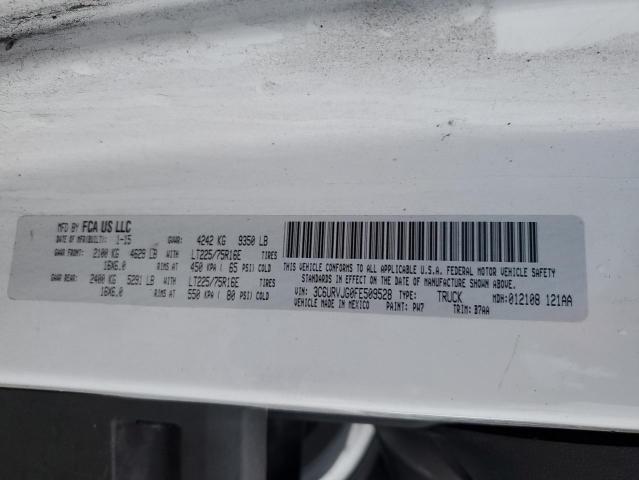 MFD BY FCA US LLC
DATE OF MFR(BUILT): 1-15 GVWR: 4242 KG 9350 LB
GAWR FRONT: 2100 KG 4629 LB WITH LT225/75R16E TIRES
16X6.0 RIMS AT 450 KPA ( 65 PSI) COLD
GAWR REAR: 2400 KG 5291 LB WITH LT225/75R16E TIRES
16X6.0 RIMS AT 550 KPA ( 80 PSI) COLD
THIS VEHICLE CONFORMS TO ALL APPLICABLE U.S.A. FEDERAL MOTOR VEHICLE SAFETY
STANDARDS IN EFFECT ON THE DATE OF MANUFACTURE SHOWN ABOVE.
VIN: 3C6URVJG0FE509528 TYPE: TRUCK MDH: 012108 121AA
VEHICLE MADE IN MEXICO PAINT: PW7 TRIM: B7AA